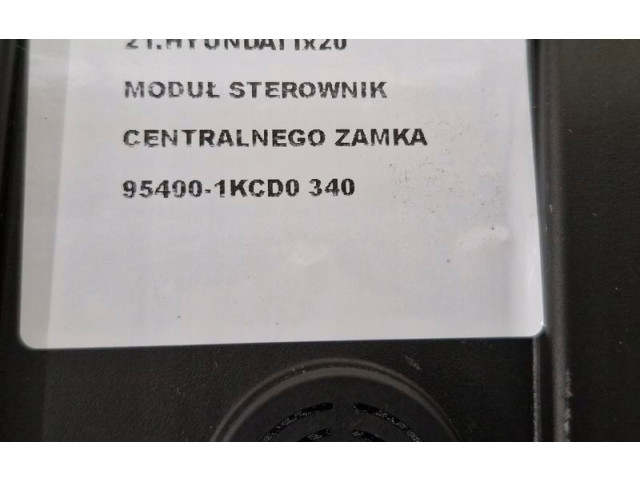 21.HYUNDAI ix20
MODUŁ STEROWNIK
CENTRALNEGO ZAMKA
95400-1KCD0 340